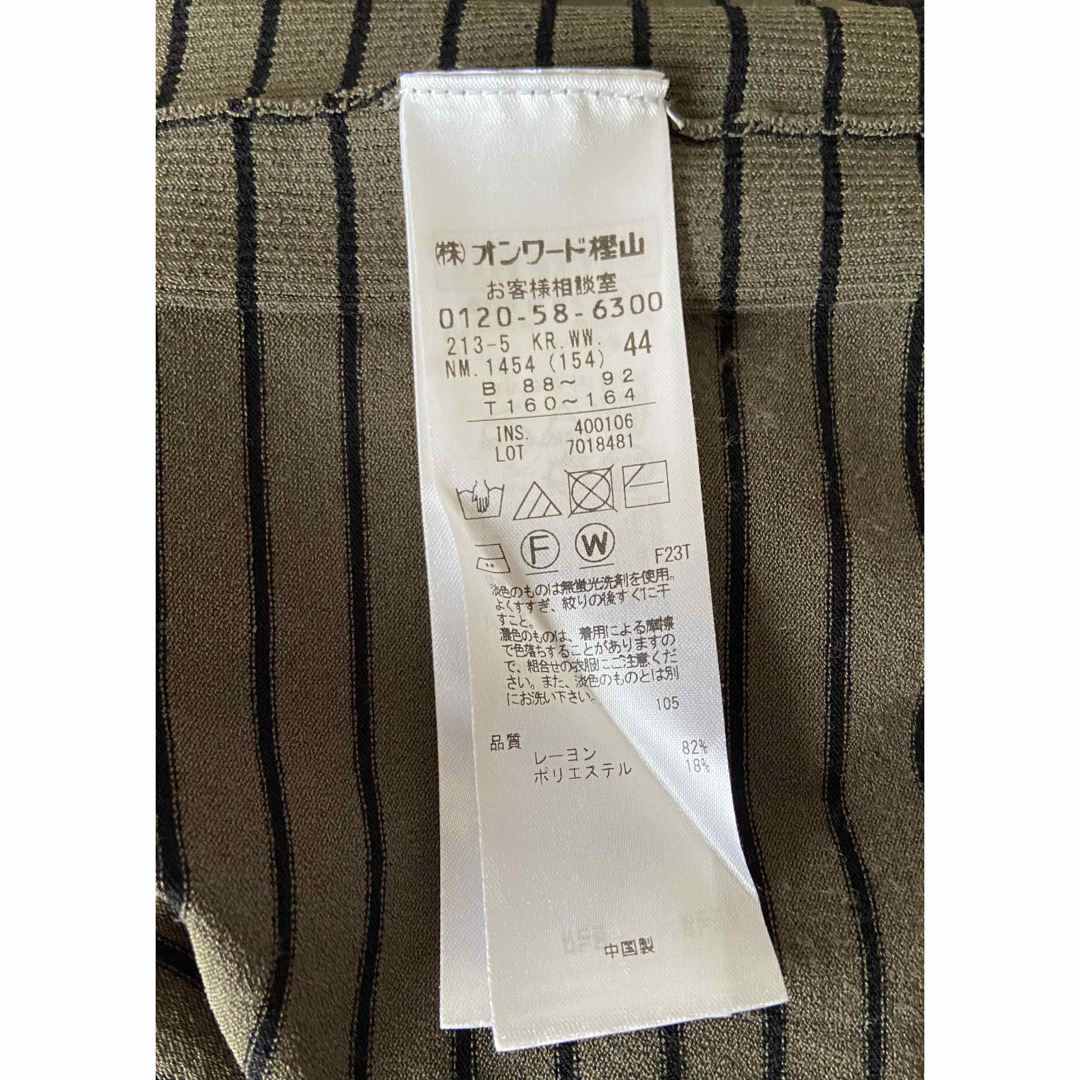 ㈱オンワード樫山
お客様相談室
0120-58-6300
213-5 KR.WW. 44
NM.1454 (154)
B 88～ 92
T 160～164
INS. 400106
LOT 7018481
F W F23T
淡色のものは無蛍光洗剤を使用。
よくすすぎ、絞りの後すぐに干
すこと。
濃色のものは、着用による摩擦
で色落ちすることがありますの
で、組合せの衣服にご注意くだ
さい。また、淡色のものとは別
にお洗い下さい。
105
品質
レーヨン 82%
ポリエステル 18%
中国製